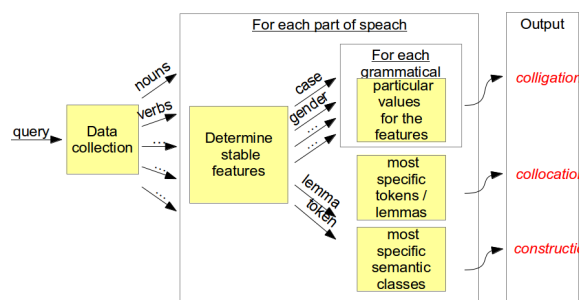 For each part of speach
Output
query
Data
collection
nouns
verbs
...
...
...
Determine
stable
features
case
gender
...
...
lemma
token
For each
grammatical
particular
values
for the
features
most
specific
tokens /
lemmas
most
specific
semantic
classes
colligation
collocation
constructi